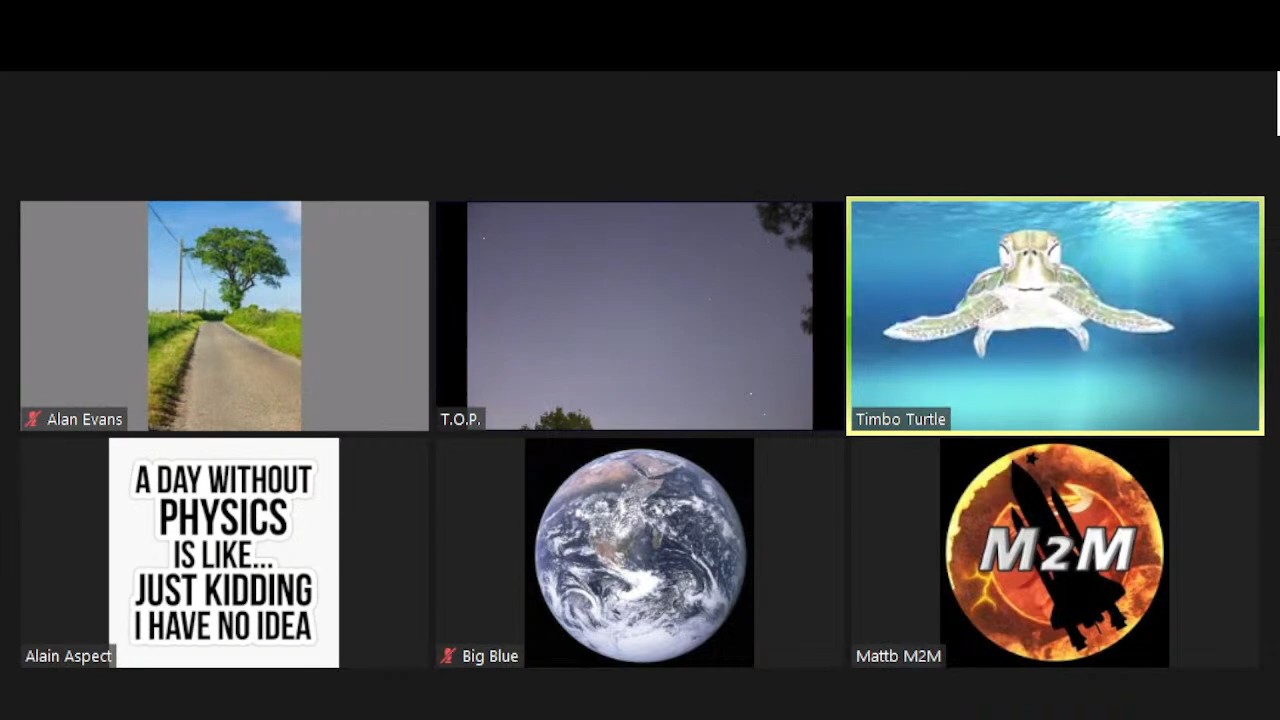 Alan Evans
T.O.P.
Timbo Turtle
A DAY WITHOUT
PHYSICS
IS LIKE...
JUST KIDDING
I HAVE NO IDEA
Alain Aspect
Big Blue
M2M
Mattb M2M